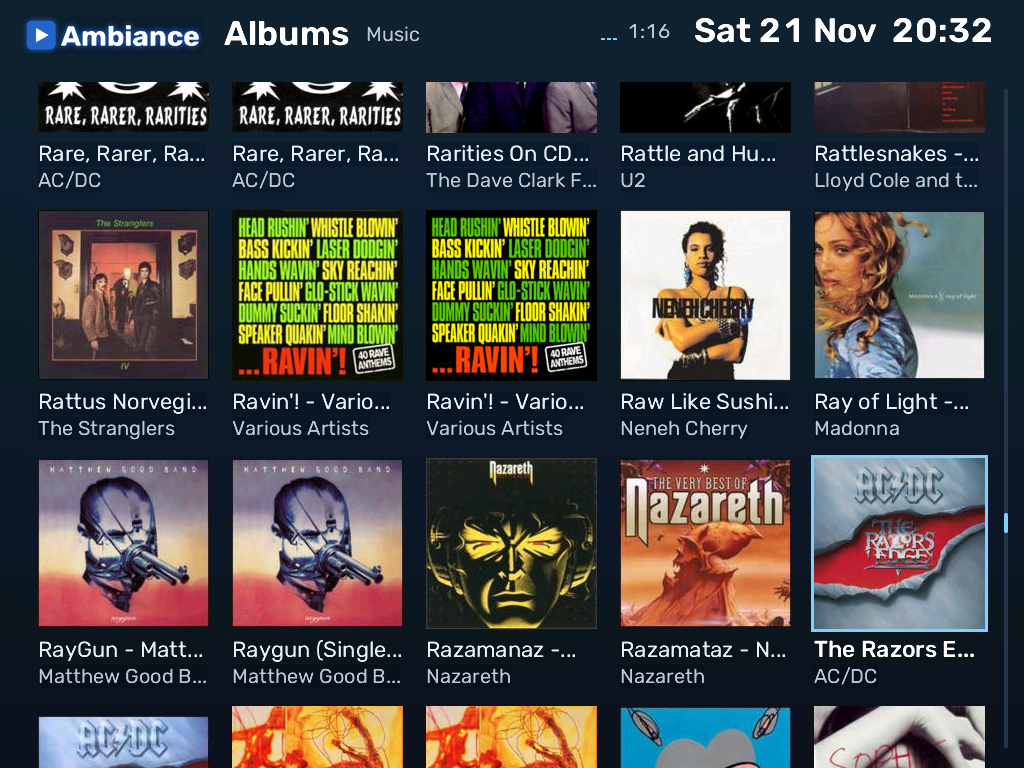 Ambiance Albums Music ... 1:16 Sat 21 Nov 20:32
RARE, RARER, RARITIES RARE, RARER, RARITIES
Rare, Rarer, Ra... Rare, Rarer, Ra... Rarities On CD... Rattle and Hu... Rattlesnakes -...
AC/DC AC/DC The Dave Clark F... U2 Lloyd Cole and t...
The Stranglers
IV
HEAD RUSHIN' WHISTLE BLOWIN'
BASS KICKIN' LASER DODGIN'
HANDS WAVIN' SKY REACHIN'
FACE PULLIN' GLO-STICK WAVIN'
DUMMY SUCKIN' FLOOR SHAKIN'
SPEAKER QUAKIN' MIND BLOWIN'
...RAVIN'!
40 RAVE
ANTHEMS
HEAD RUSHIN' WHISTLE BLOWIN'
BASS KICKIN' LASER DODGIN'
HANDS WAVIN' SKY REACHIN'
FACE PULLIN' GLO-STICK WAVIN'
DUMMY SUCKIN' FLOOR SHAKIN'
SPEAKER QUAKIN' MIND BLOWIN'
...RAVIN'!
40 RAVE
ANTHEMS
NENEH CHERRY
MADONNA ray of light
Rattus Norvegi... Ravin'! - Vario... Ravin'! - Vario... Raw Like Sushi... Ray of Light -...
The Stranglers Various Artists Various Artists Neneh Cherry Madonna
MATTHEW GOOD BAND
raygun
MATTHEW GOOD BAND
raygun
Nazareth
THE VERY BEST OF
Nazareth
AC/DC
THE
RAZORS
EDGE
RayGun - Matt... Raygun (Single... Razamanaz -... Razamataz - N... The Razors E...
Matthew Good B... Matthew Good B... Nazareth Nazareth AC/DC
AC/DC